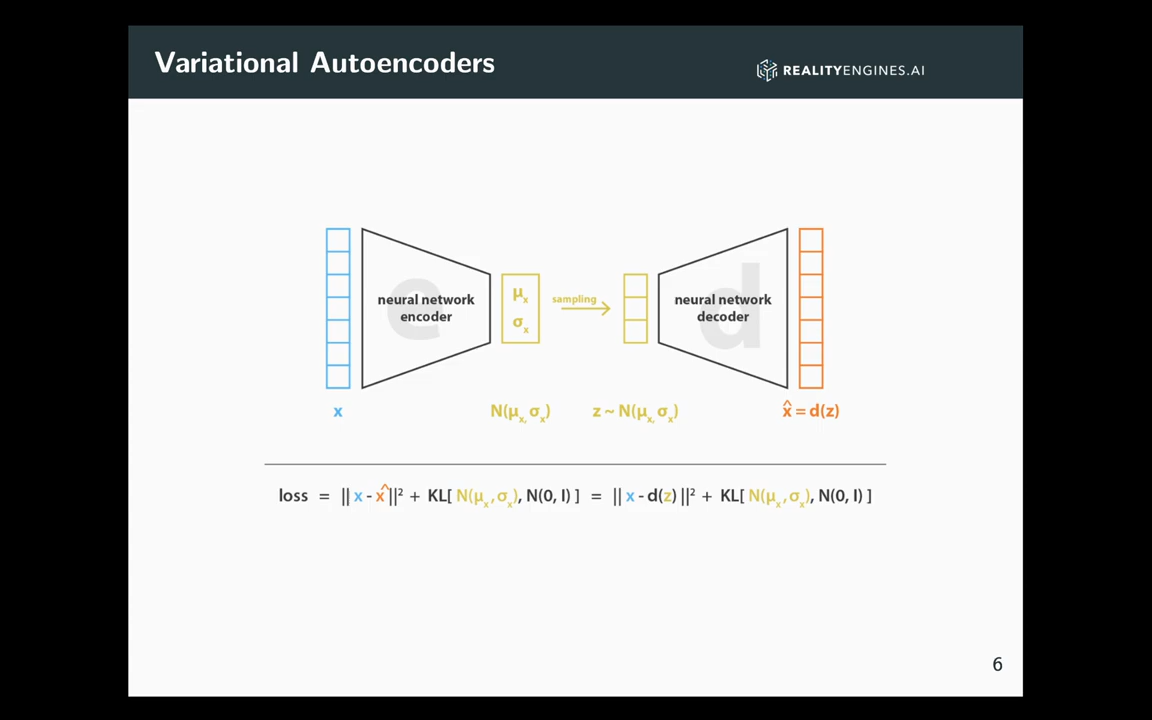 Variational Autoencoders
REALITYENGINES.AI
e
d
neural network
encoder
μx
σx
sampling
neural network
decoder
x
N(μx, σx)
z ~ N(μx, σx)
x̂ = d(z)
loss = || x - x̂ ||² + KL[ N(μx, σx), N(0, I) ] = || x - d(z) ||² + KL[ N(μx, σx), N(0, I) ]
6